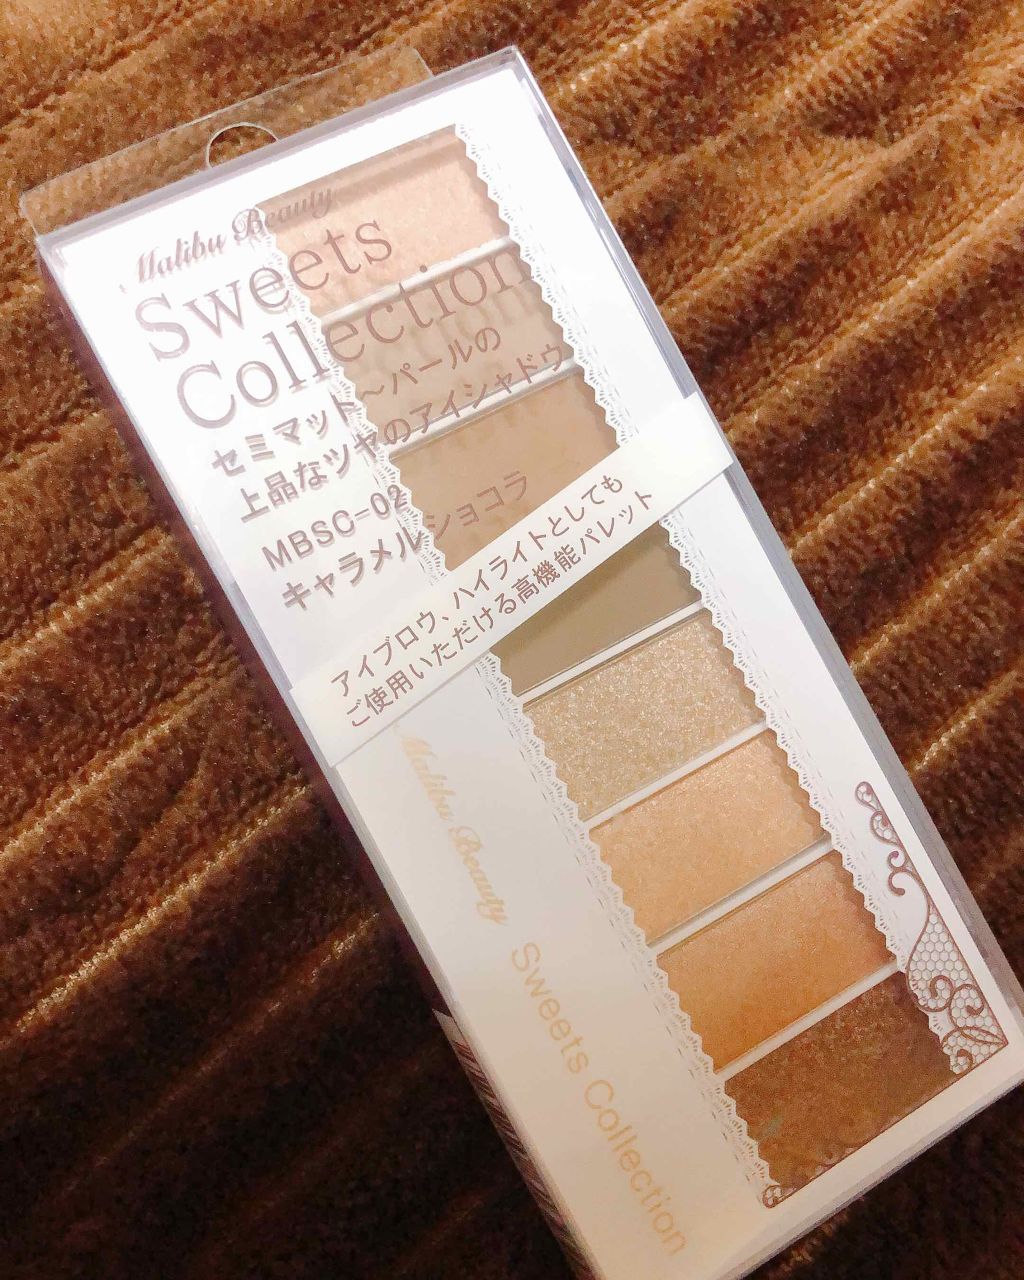 Malibu Beauty
Sweets
Collection
セミマット〜パールの
上品なツヤのアイシャドウ
MBSC-02
キャラメルショコラ
アイブロウ、ハイライトとしても
ご使用いただける高機能パレット
Malibu Beauty
Sweets Collection